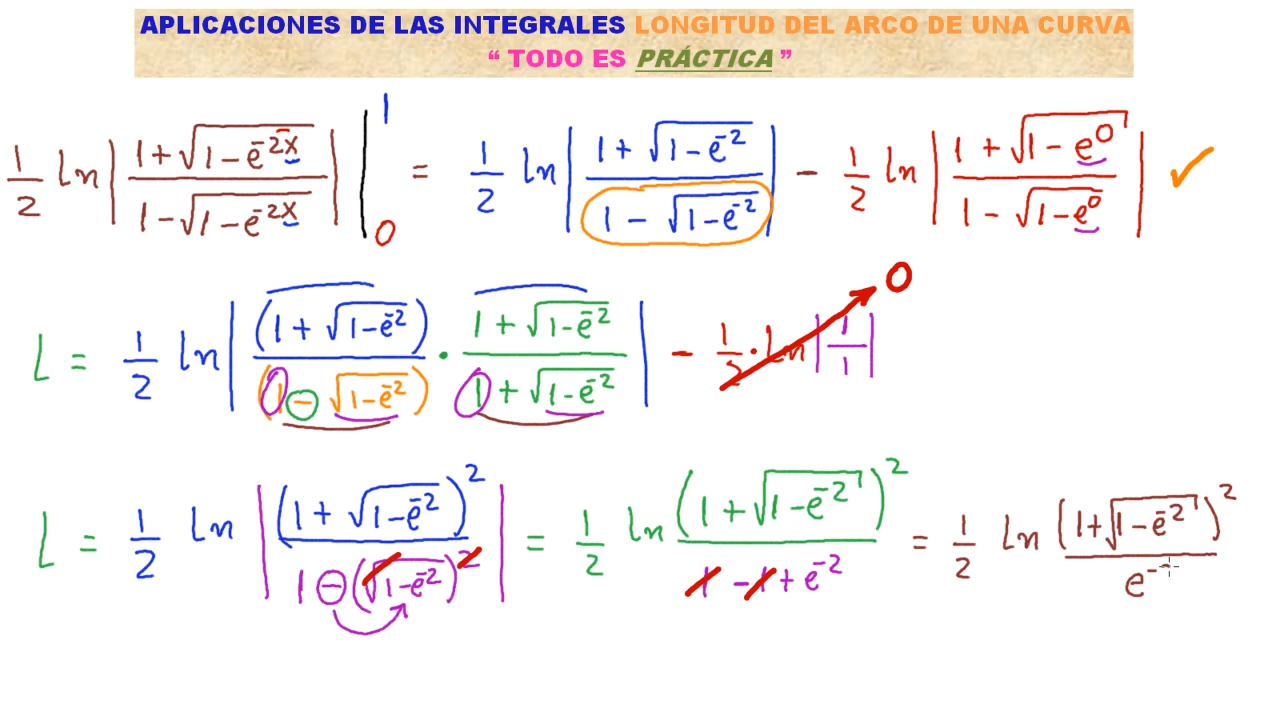 APLICACIONES DE LAS INTEGRALES LONGITUD DEL ARCO DE UNA CURVA
“ TODO ES PRÁCTICA ”
1/2 ln |(1+√(1-e^-2x))/(1-√(1-e^-2x))| |₀¹ = 1/2 ln |(1+√(1-e^-2))/(1-√(1-e^-2))| - 1/2 ln |(1+√(1-e^0))/(1-√(1-e^0))| ✓
L = 1/2 ln |((1+√(1-e^-2))/(1-√(1-e^-2))) · (1+√(1-e^-2))/(1+√(1-e^-2))| - 1/2 · Ln |1/1| 0
L = 1/2 ln |(1+√(1-e^-2))^2/(1-(√(1-e^-2))^2)| = 1/2 ln (1+√(1-e^-2))^2/(1-1+e^-2) = 1/2 ln (1+√(1-e^-2))^2/e^-